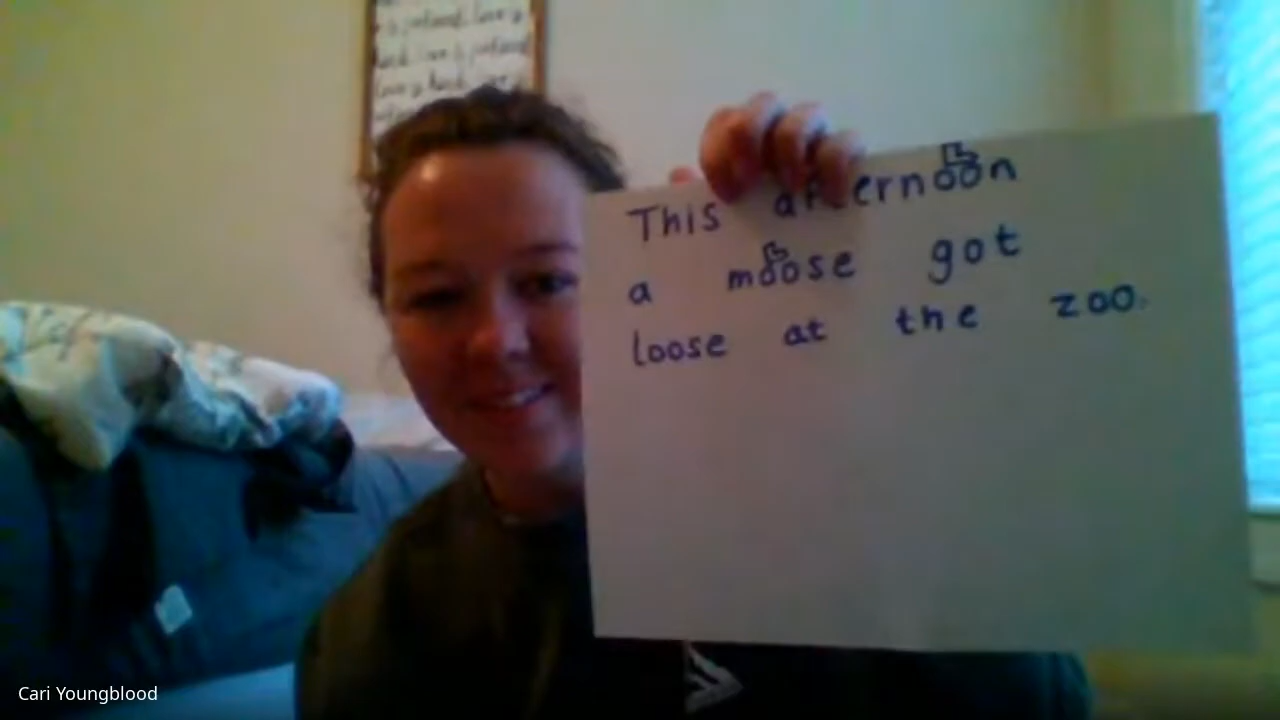 This afternoon
a moose got
loose at the zoo.
Cari Youngblood